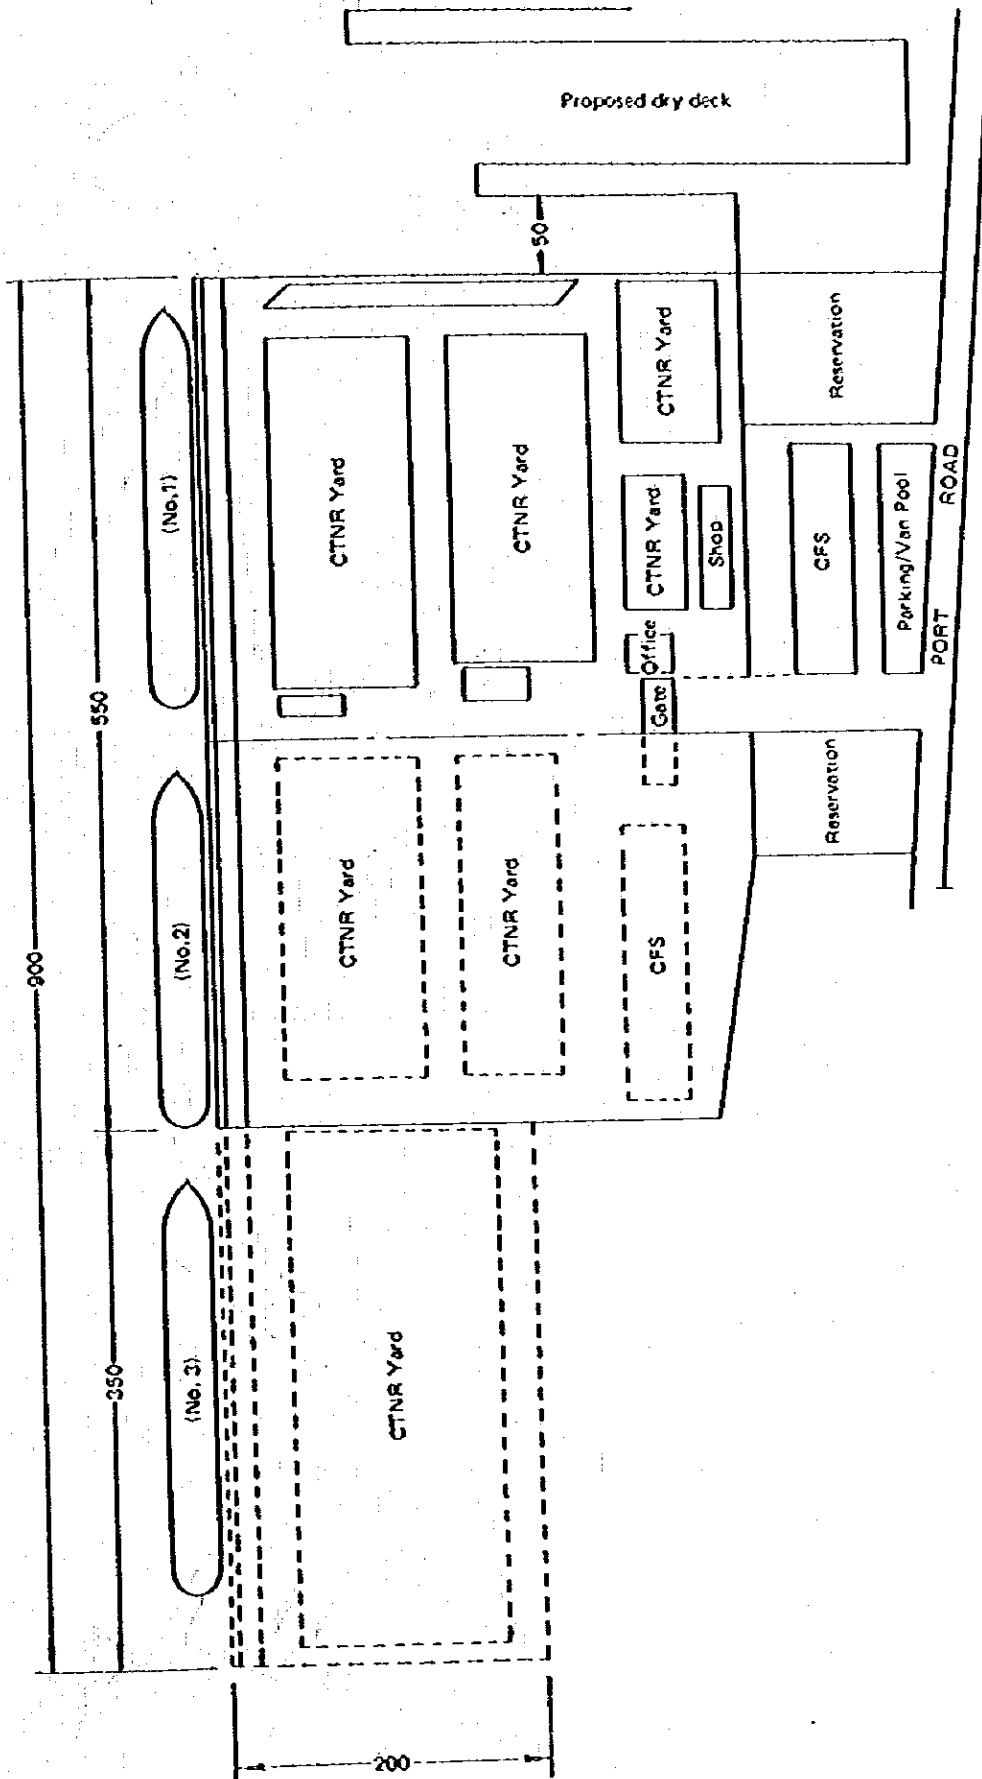 Proposed dry deck
50
900
550
350
200
(No.1)
(No.2)
(No. 3)
CTNR Yard
CTNR Yard
CTNR Yard
CTNR Yard
Shop
Office
Gate
Reservation
CFS
Parking/Van Pool
PORT ROAD
CTNR Yard
CTNR Yard
CFS
Reservation
CTNR Yard